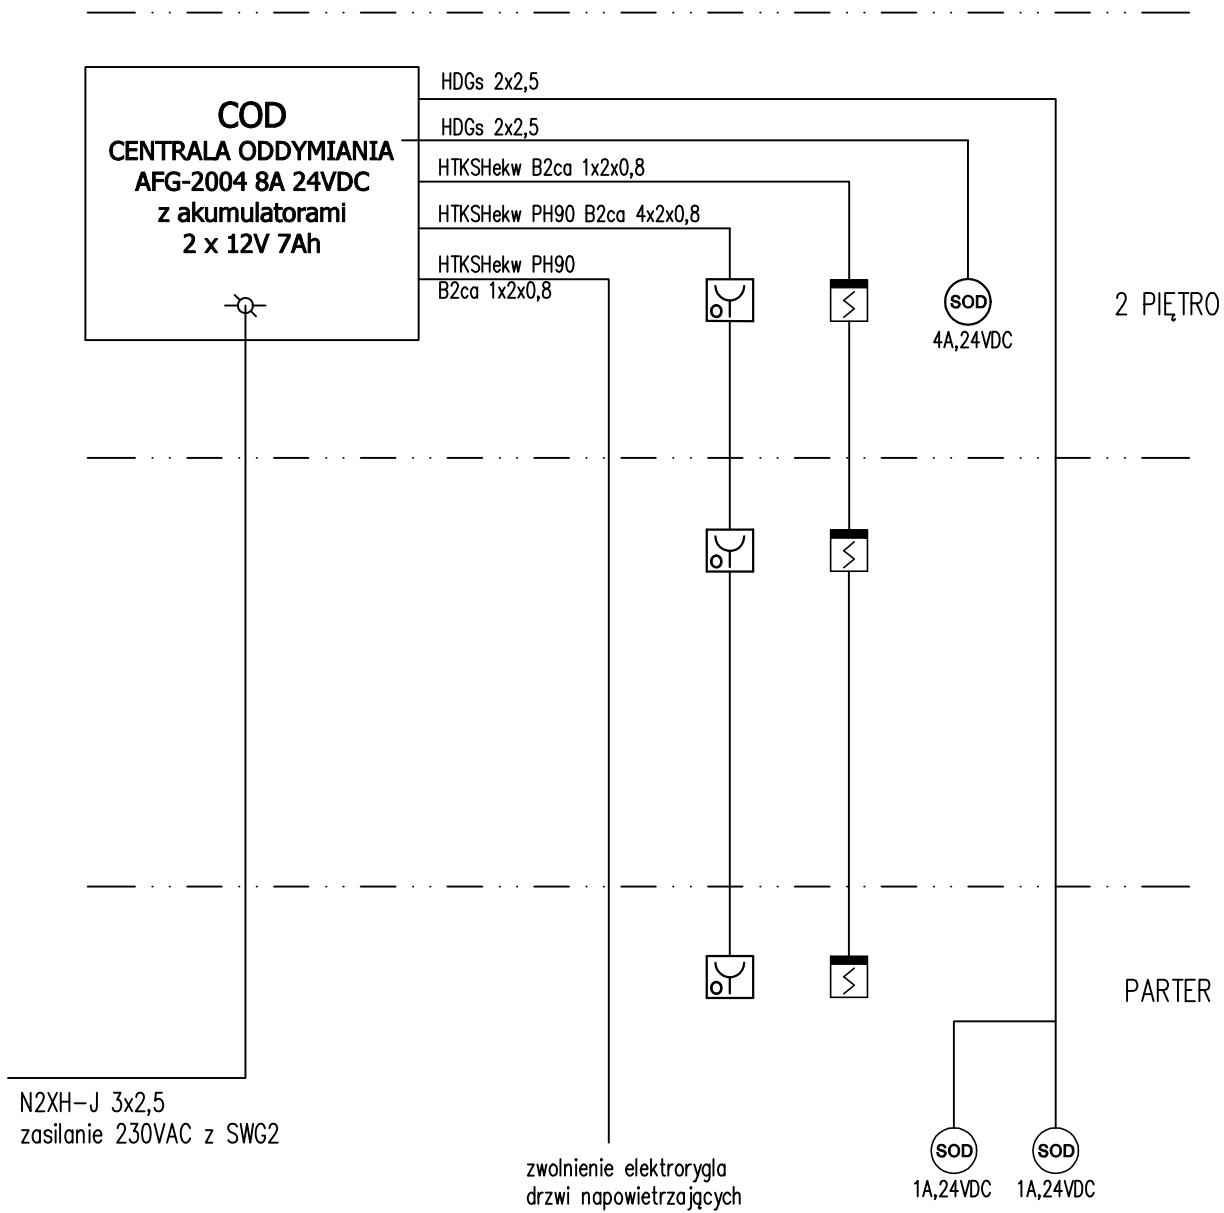 COD
CENTRALA ODDYMIANIA
AFG-2004 8A 24VDC
z akumulatorami
2 x 12V 7Ah
HDGs 2x2,5
HDGs 2x2,5
HTKSHekw B2ca 1x2x0,8
HTKSHekw PH90 B2ca 4x2x0,8
HTKSHekw PH90
B2ca 1x2x0,8
O
SOD
4A,24VDC
2 PIĘTRO
O
O
PARTER
N2XH-J 3x2,5
zasilanie 230VAC z SWG2
zwolnienie elektrorygla
drzwi napowietrzających
SOD
1A,24VDC
SOD
1A,24VDC